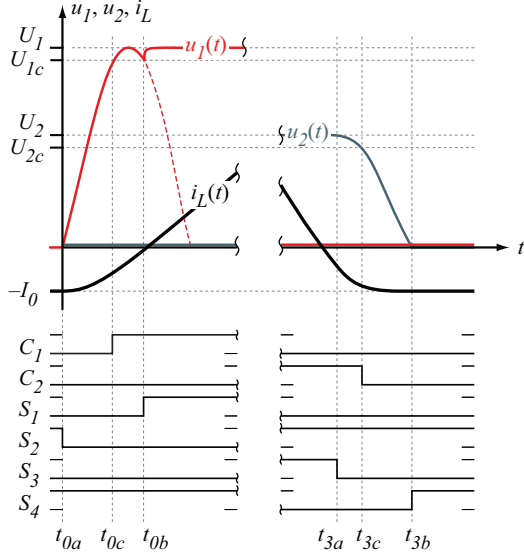 u1, u2, iL
U1
U1c
u1(t)
U2
U2c
u2(t)
iL(t)
t
–I0
C1
C2
S1
S2
S3
S4
t0a t0c t0b t3a t3c t3b